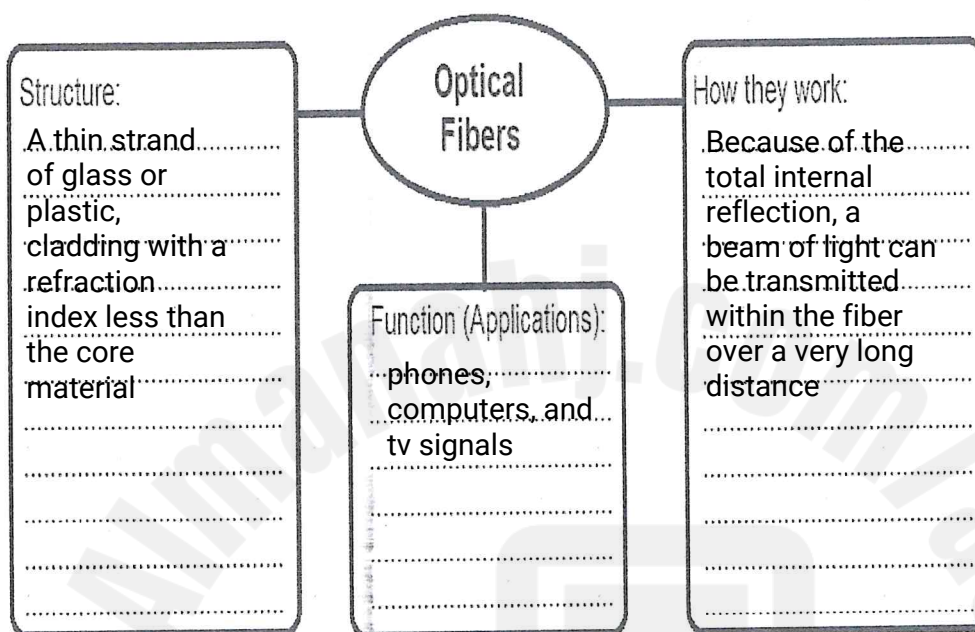 Optical
Fibers
Structure:
A thin strand
of glass or
plastic,
cladding with a
refraction
index less than
the core
material
Function (Applications):
phones,
computers, and
tv signals
How they work:
Because of the
total internal
reflection, a
beam of light can
be transmitted
within the fiber
over a very long
distance
Almanahj.com/